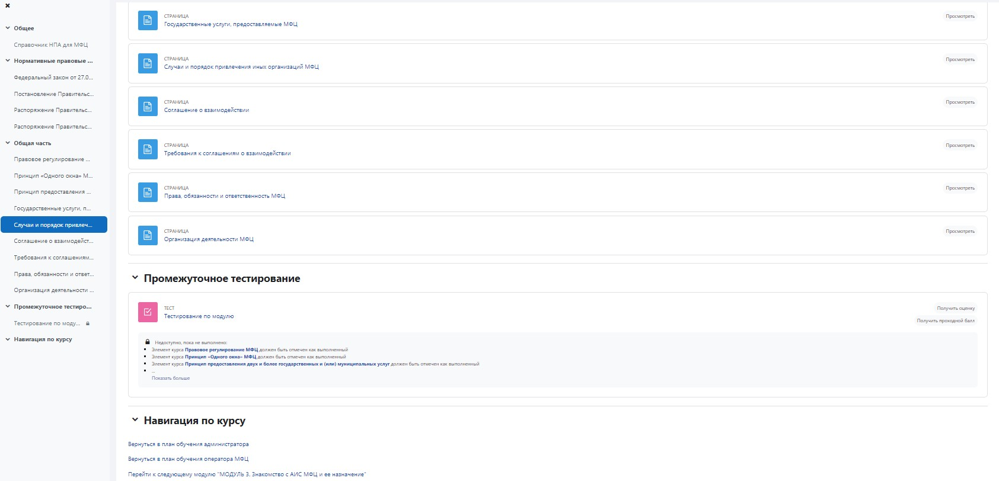 Общее
Справочник НПА для МФЦ
Нормативные правовые ...
Федеральный закон от 27.0...
Постановление Правительс...
Распоряжение Правительс...
Распоряжение Правительс...
Общая часть
Правовое регулирование ...
Принцип «Одного окна» М...
Принцип предоставления ...
Государственные услуги, п...
Случаи и порядок привлеч...
Соглашение о взаимодейст...
Требования к соглашениям...
Права, обязанности и ответ...
Организация деятельности ...
Промежуточное тестиро...
Тестирование по моду...
Навигация по курсу
СТРАНИЦА
Государственные услуги, предоставляемые МФЦ
Просмотреть
СТРАНИЦА
Случаи и порядок привлечения иных организаций МФЦ
Просмотреть
СТРАНИЦА
Соглашение о взаимодействии
Просмотреть
СТРАНИЦА
Требования к соглашениям о взаимодействии
Просмотреть
СТРАНИЦА
Права, обязанности и ответственность МФЦ
Просмотреть
СТРАНИЦА
Организация деятельности МФЦ
Просмотреть
Промежуточное тестирование
ТЕСТ
Тестирование по модулю
Получить оценку
Получить проходной балл
Недоступно, пока не выполнено:
Элемент курса Правовое регулирование МФЦ должен быть отмечен как выполненный
Элемент курса Принцип «Одного окна» МФЦ должен быть отмечен как выполненный
Элемент курса Принцип предоставления двух и более государственных и (или) муниципальных услуг должен быть отмечен как выполненный
...
Показать больше
Навигация по курсу
Вернуться в план обучения администратора
Вернуться в план обучения оператора МФЦ
Перейти к следующему модулю "МОДУЛЬ 3. Знакомство с АИС МФЦ и ее назначение"